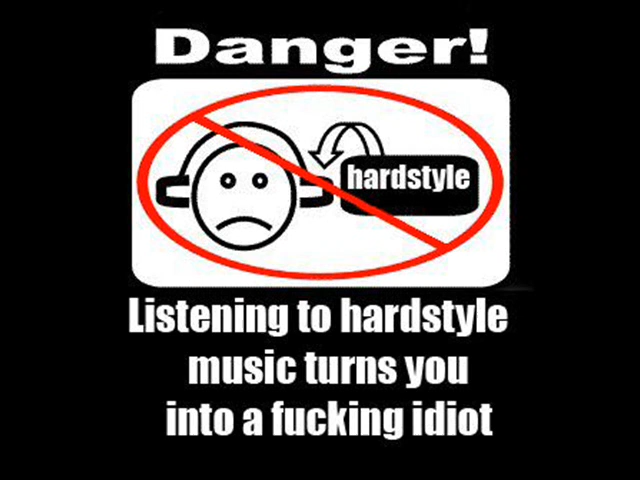 Danger!
hardstyle
Listening to hardstyle
music turns you
into a fucking idiot